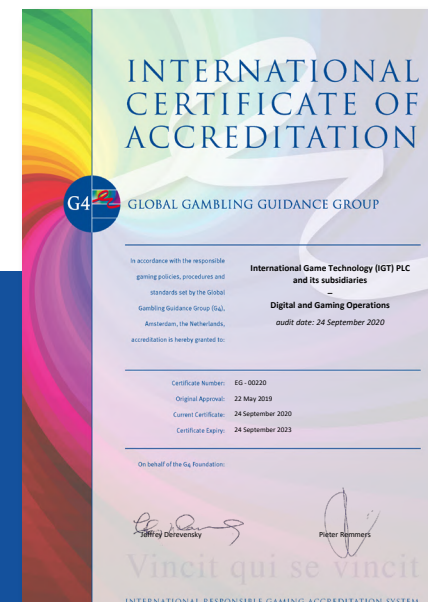 INTERNATIONAL
CERTIFICATE OF
ACCREDITATION
G4
GLOBAL GAMBLING GUIDANCE GROUP
In accordance with the responsible
gaming policies, procedures and
standards set by the Global
Gambling Guidance Group (G4),
Amsterdam, the Netherlands,
accreditation is hereby granted to:
International Game Technology (IGT) PLC
and its subsidiaries
–
Digital and Gaming Operations
audit date: 24 September 2020
Certificate Number: EG - 00220
Original Approval: 22 May 2019
Current Certificate: 24 September 2020
Certificate Expiry: 24 September 2023
On behalf of the G4 Foundation:
Jeffrey Derevensky
Pieter Remmers
Vincit qui se vincit
INTERNATIONAL RESPONSIBLE GAMING ACCREDITATION SYSTEM